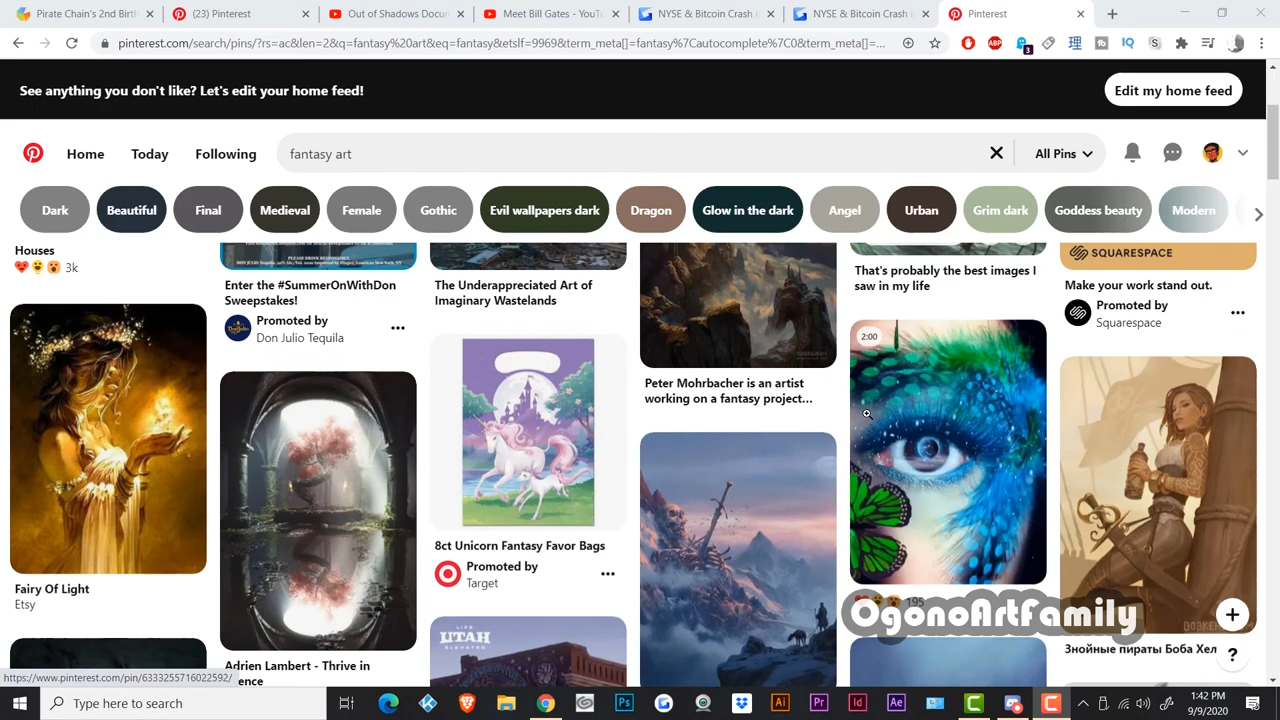 Pirate Chain's 2nd Birth
(23) Pinterest
Out of Shadows Docum
Meet Bill Gates - YouTu
NYSE & Bitcoin Crash i
NYSE & Bitcoin Crash i
Pinterest
pinterest.com/search/pins/?rs=ac&len=2&q=fantasy%20art&eq=fantasy&etslf=9969&term_meta[]=fantasy%7Cautocomplete%7C0&term_meta[]=...
See anything you don't like? Let's edit your home feed!
Edit my home feed
Home
Today
Following
fantasy art
All Pins
Dark
Beautiful
Final
Medieval
Female
Gothic
Evil wallpapers dark
Dragon
Glow in the dark
Angel
Urban
Grim dark
Goddess beauty
Modern
Houses
3k
Fairy Of Light
Etsy
PLEASE DRINK RESPONSIBLY.
Enter the #SummerOnWithDon
Sweepstakes!
Promoted by
Don Julio Tequila
Adrien Lambert - Thrive in
The Underappreciated Art of
Imaginary Wastelands
8ct Unicorn Fantasy Favor Bags
Promoted by
Target
LIFE
UTAH
ELEVATED
Peter Mohrbacher is an artist
working on a fantasy project...
That's probably the best images I
saw in my life
2:00
195
OgonoArtFamily
SQUARESPACE
Make your work stand out.
Promoted by
Squarespace
Знойные пираты Боба Хел
?
https://www.pinterest.com/pin/6333255716022592/
Type here to search
1:42 PM
9/9/2020